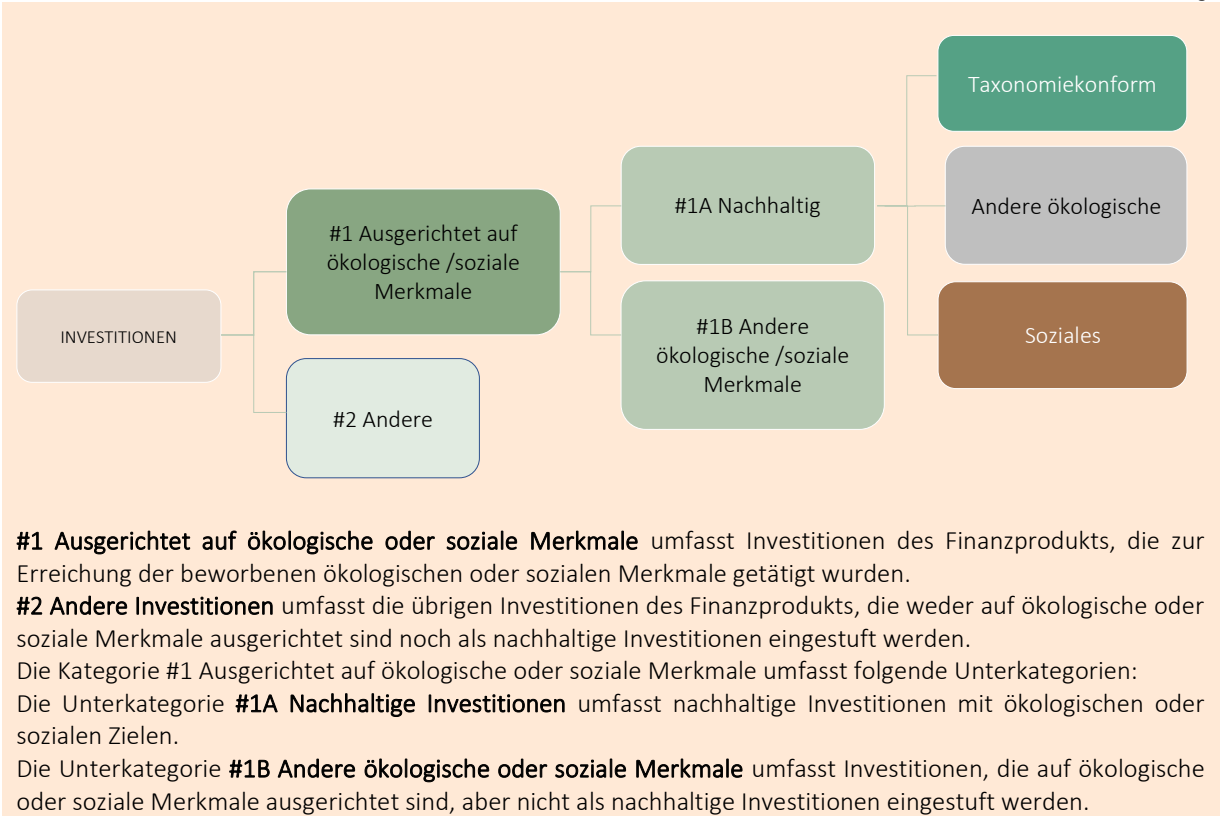 Taxonomiekonform
#1A Nachhaltig
Andere ökologische
#1 Ausgerichtet auf
ökologische /soziale
Merkmale
INVESTITIONEN
#1B Andere
ökologische /soziale
Merkmale
Soziales
#2 Andere
#1 Ausgerichtet auf ökologische oder soziale Merkmale umfasst Investitionen des Finanzprodukts, die zur
Erreichung der beworbenen ökologischen oder sozialen Merkmale getätigt wurden.
#2 Andere Investitionen umfasst die übrigen Investitionen des Finanzprodukts, die weder auf ökologische oder
soziale Merkmale ausgerichtet sind noch als nachhaltige Investitionen eingestuft werden.
Die Kategorie #1 Ausgerichtet auf ökologische oder soziale Merkmale umfasst folgende Unterkategorien:
Die Unterkategorie #1A Nachhaltige Investitionen umfasst nachhaltige Investitionen mit ökologischen oder
sozialen Zielen.
Die Unterkategorie #1B Andere ökologische oder soziale Merkmale umfasst Investitionen, die auf ökologische
oder soziale Merkmale ausgerichtet sind, aber nicht als nachhaltige Investitionen eingestuft werden.